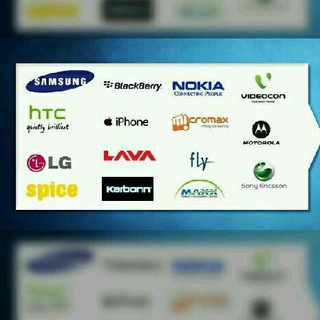 SAMSUNG
BlackBerry
NOKIA
CONNECTING PEOPLE
VIDEOCON
hTC
quietly brilliant
iPhone
micromax
MOTOROLA
LG
LAVA
fly
Sony Ericsson
spice
Karbonn
MAXX